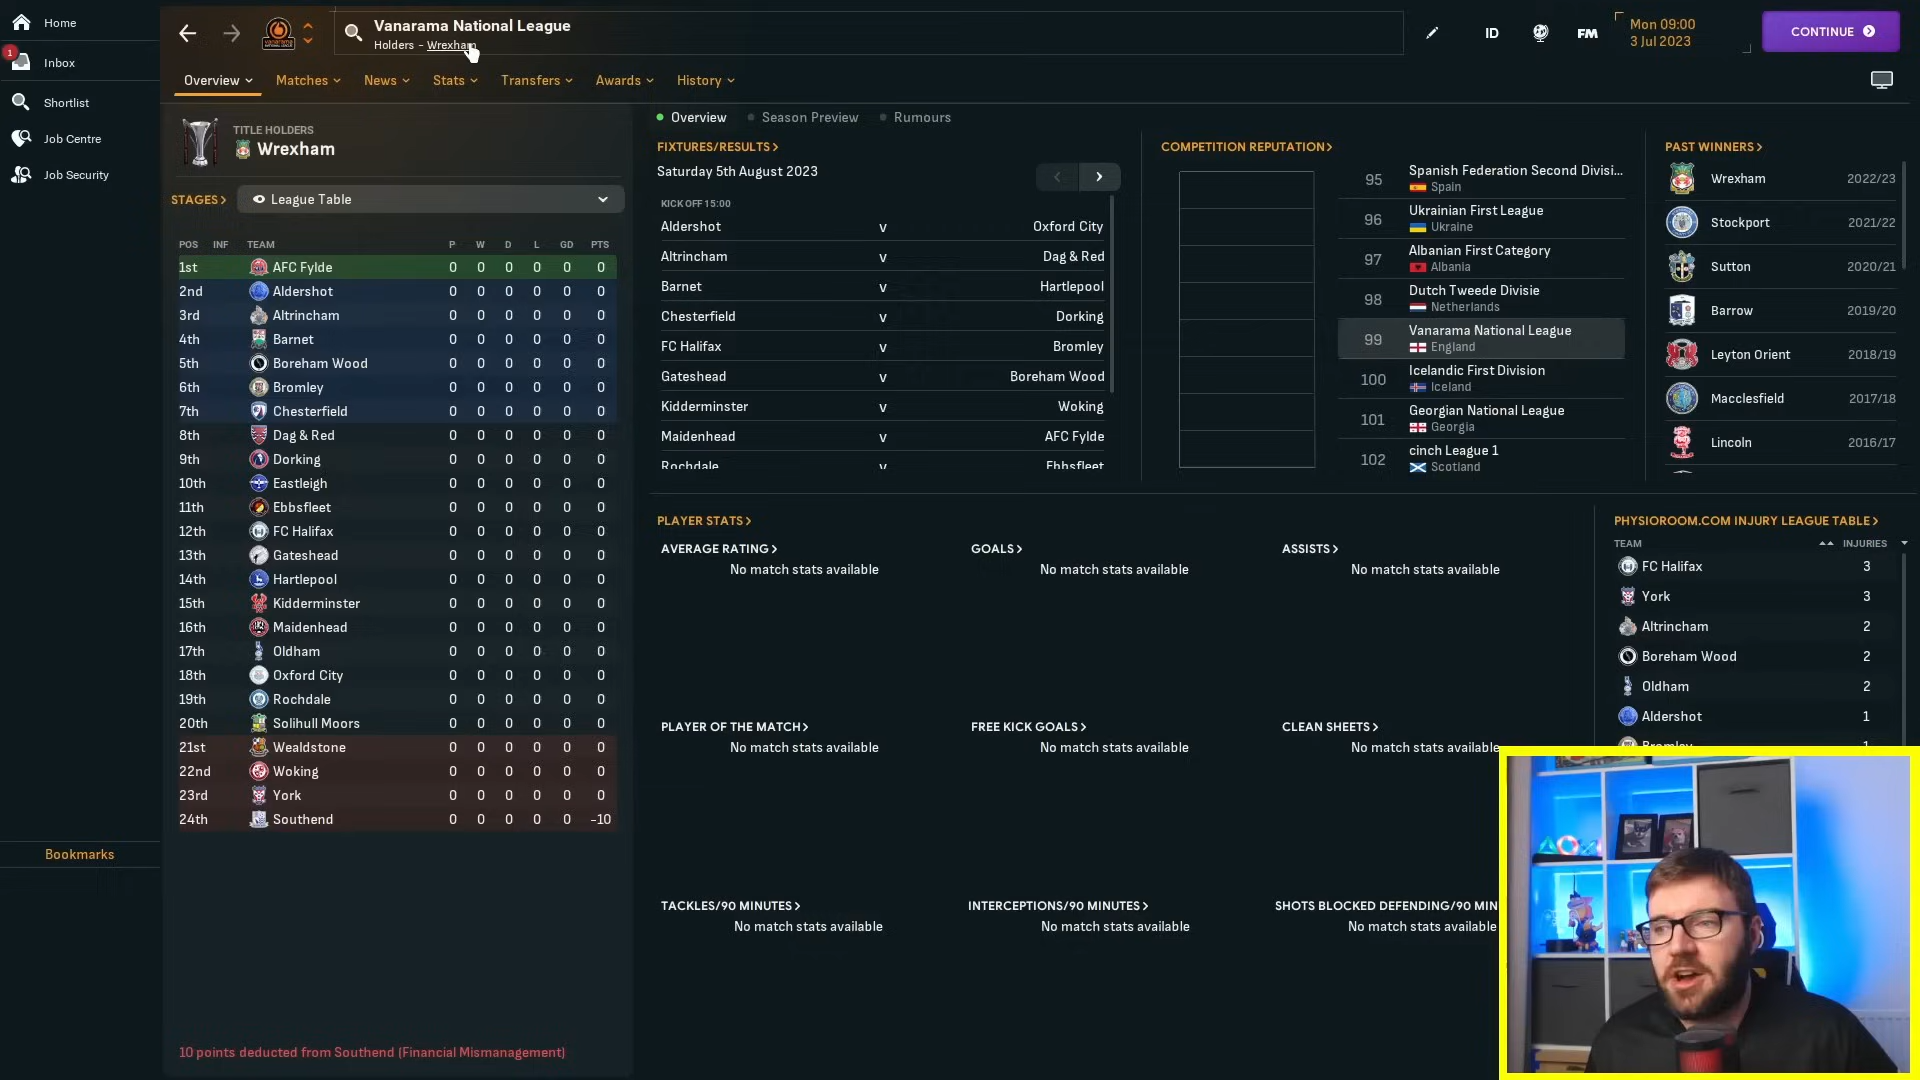 Home
1
Inbox
Shortlist
Job Centre
Job Security
Bookmarks
Vanarama National League
Holders - Wrexham
ID
FM
Mon 09:00
3 Jul 2023
CONTINUE
Overview
Matches
News
Stats
Transfers
Awards
History
TITLE HOLDERS
Wrexham
STAGES>
League Table
POS INF TEAM P W D L GD PTS
1st AFC Fylde 0 0 0 0 0 0
2nd Aldershot 0 0 0 0 0 0
3rd Altrincham 0 0 0 0 0 0
4th Barnet 0 0 0 0 0 0
5th Boreham Wood 0 0 0 0 0 0
6th Bromley 0 0 0 0 0 0
7th Chesterfield 0 0 0 0 0 0
8th Dag & Red 0 0 0 0 0 0
9th Dorking 0 0 0 0 0 0
10th Eastleigh 0 0 0 0 0 0
11th Ebbsfleet 0 0 0 0 0 0
12th FC Halifax 0 0 0 0 0 0
13th Gateshead 0 0 0 0 0 0
14th Hartlepool 0 0 0 0 0 0
15th Kidderminster 0 0 0 0 0 0
16th Maidenhead 0 0 0 0 0 0
17th Oldham 0 0 0 0 0 0
18th Oxford City 0 0 0 0 0 0
19th Rochdale 0 0 0 0 0 0
20th Solihull Moors 0 0 0 0 0 0
21st Wealdstone 0 0 0 0 0 0
22nd Woking 0 0 0 0 0 0
23rd York 0 0 0 0 0 0
24th Southend 0 0 0 0 0 -10
10 points deducted from Southend (Financial Mismanagement)
Overview
Season Preview
Rumours
FIXTURES/RESULTS>
Saturday 5th August 2023
KICK OFF 15:00
Aldershot v Oxford City
Altrincham v Dag & Red
Barnet v Hartlepool
Chesterfield v Dorking
FC Halifax v Bromley
Gateshead v Boreham Wood
Kidderminster v Woking
Maidenhead v AFC Fylde
Rochdale v Ebbsfleet
COMPETITION REPUTATION>
95 Spanish Federation Second Divisi...
Spain
96 Ukrainian First League
Ukraine
97 Albanian First Category
Albania
98 Dutch Tweede Divisie
Netherlands
99 Vanarama National League
England
100 Icelandic First Division
Iceland
101 Georgian National League
Georgia
102 cinch League 1
Scotland
PAST WINNERS>
Wrexham 2022/23
Stockport 2021/22
Sutton 2020/21
Barrow 2019/20
Leyton Orient 2018/19
Macclesfield 2017/18
Lincoln 2016/17
PLAYER STATS>
AVERAGE RATING>
No match stats available
GOALS>
No match stats available
ASSISTS>
No match stats available
PLAYER OF THE MATCH>
No match stats available
FREE KICK GOALS>
No match stats available
CLEAN SHEETS>
No match stats available
TACKLES/90 MINUTES>
No match stats available
INTERCEPTIONS/90 MINUTES>
No match stats available
SHOTS BLOCKED DEFENDING/90 MIN
No match stats available
PHYSIOROOM.COM INJURY LEAGUE TABLE>
TEAM INJURIES
FC Halifax 3
York 3
Altrincham 2
Boreham Wood 2
Oldham 2
Aldershot 1
Bromley 1